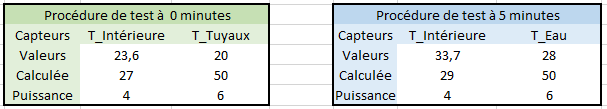 Procédure de test à  0 minutes
Capteurs T_Intérieure T_Tuyaux
Valeurs 23,6 20
Calculée 27 50
Puissance 4 6
Procédure de test à 5 minutes
Capteurs T_Intérieure T_Eau
Valeurs 33,7 28
Calculée 29 50
Puissance 4 6